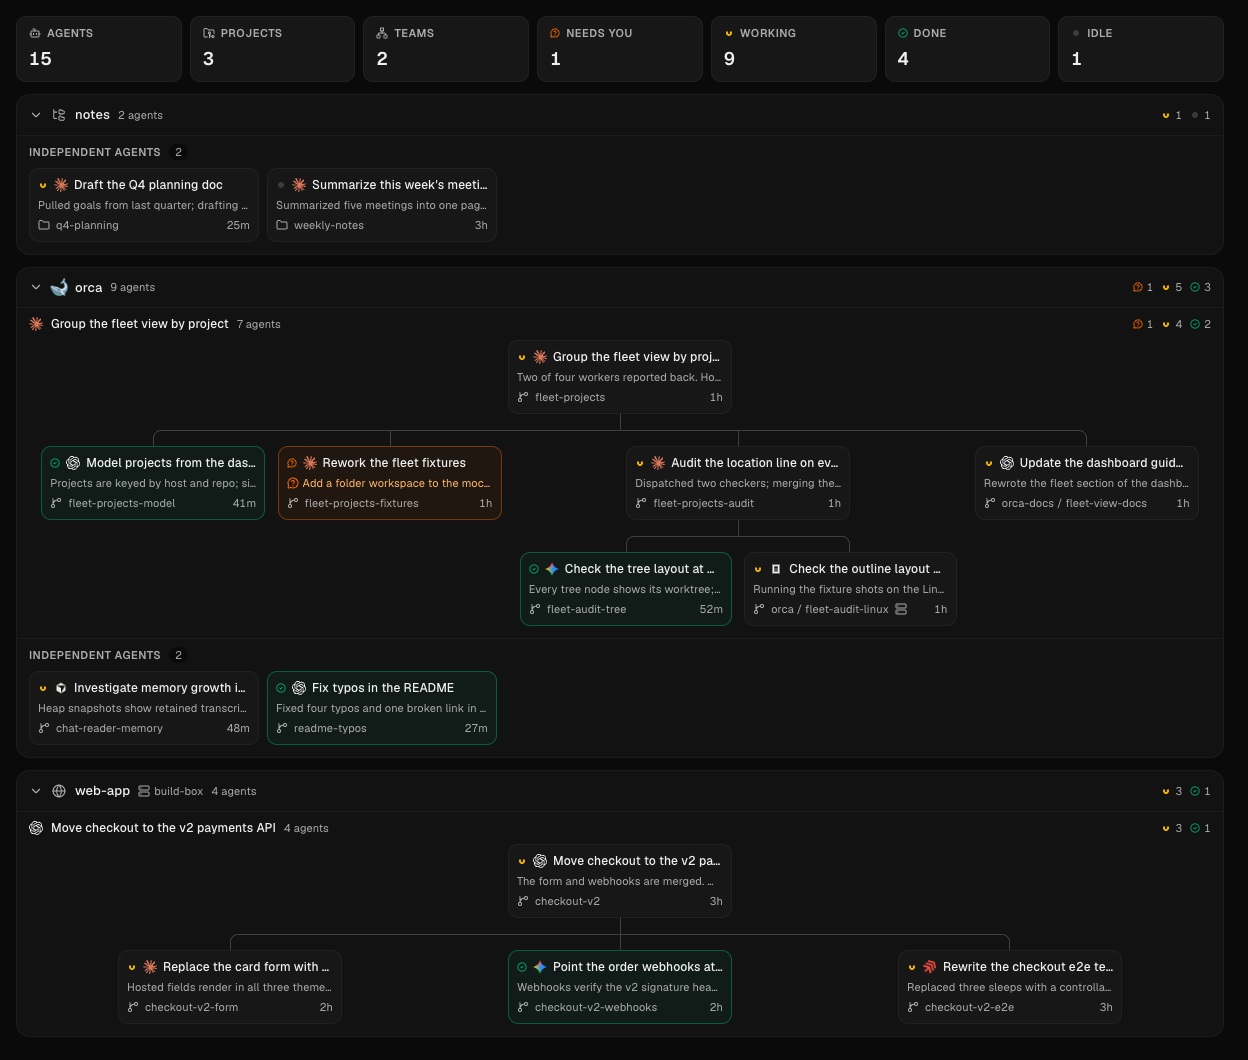 AGENTS
15
PROJECTS
3
TEAMS
2
NEEDS YOU
1
WORKING
9
DONE
4
IDLE
1
notes 2 agents
1 1
INDEPENDENT AGENTS 2
Draft the Q4 planning doc
Pulled goals from last quarter; drafting ...
q4-planning 25m
Summarize this week's meeti...
Summarized five meetings into one pag...
weekly-notes 3h
orca 9 agents
1 5 3
Group the fleet view by project 7 agents
1 4 2
Group the fleet view by proj...
Two of four workers reported back. Ho...
fleet-projects 1h
Model projects from the das...
Projects are keyed by host and repo; si...
fleet-projects-model 41m
Rework the fleet fixtures
Add a folder workspace to the moc...
fleet-projects-fixtures 1h
Audit the location line on ev...
Dispatched two checkers; merging the...
fleet-projects-audit 1h
Update the dashboard guid...
Rewrote the fleet section of the dashb...
orca-docs / fleet-view-docs 1h
Check the tree layout at ...
Every tree node shows its worktree;...
fleet-audit-tree 52m
Check the outline layout ...
Running the fixture shots on the Lin...
orca / fleet-audit-linux 1h
INDEPENDENT AGENTS 2
Investigate memory growth i...
Heap snapshots show retained transcri...
chat-reader-memory 48m
Fix typos in the README
Fixed four typos and one broken link in ...
readme-typos 27m
web-app build-box 4 agents
3 1
Move checkout to the v2 payments API 4 agents
3 1
Move checkout to the v2 pa...
The form and webhooks are merged. ...
checkout-v2 3h
Replace the card form with ...
Hosted fields render in all three theme...
checkout-v2-form 2h
Point the order webhooks at...
Webhooks verify the v2 signature hea...
checkout-v2-webhooks 2h
Rewrite the checkout e2e te...
Replaced three sleeps with a controlla...
checkout-v2-e2e 3h